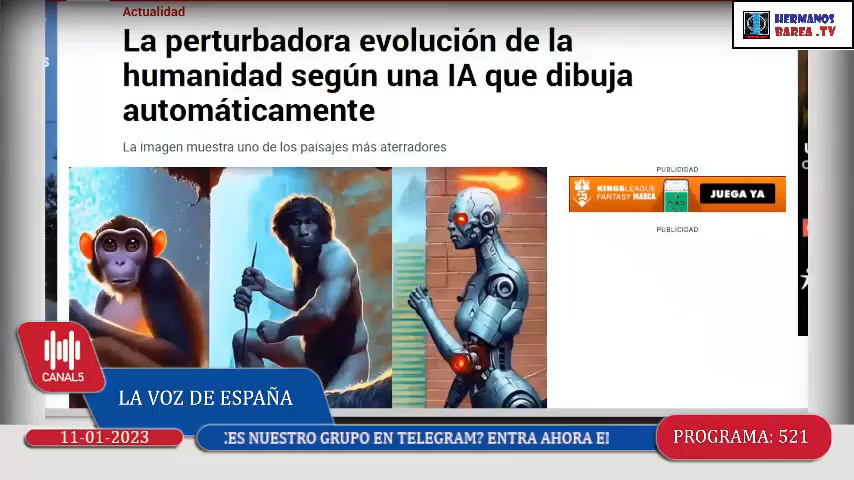 Actualidad
HERMANOS
BAREA .TV
La perturbadora evolución de la
humanidad según una IA que dibuja
automáticamente
La imagen muestra uno de los paisajes más aterradores
PUBLICIDAD
KINGS LEAGUE
FANTASY MARCA
JUEGA YA
PUBLICIDAD
CANAL5
LA VOZ DE ESPAÑA
11-01-2023
CES NUESTRO GRUPO EN TELEGRAM? ENTRA AHORA
PROGRAMA: 521